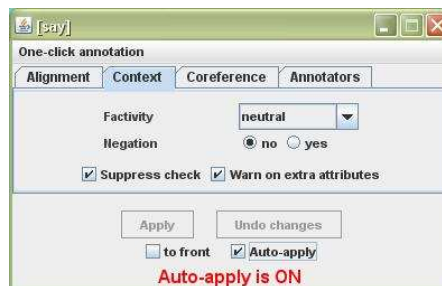 [say]
One-click annotation
Alignment Context Coreference Annotators
Factivity neutral
Negation no yes
Suppress check Warn on extra attributes
Apply Undo changes
to front Auto-apply
Auto-apply is ON